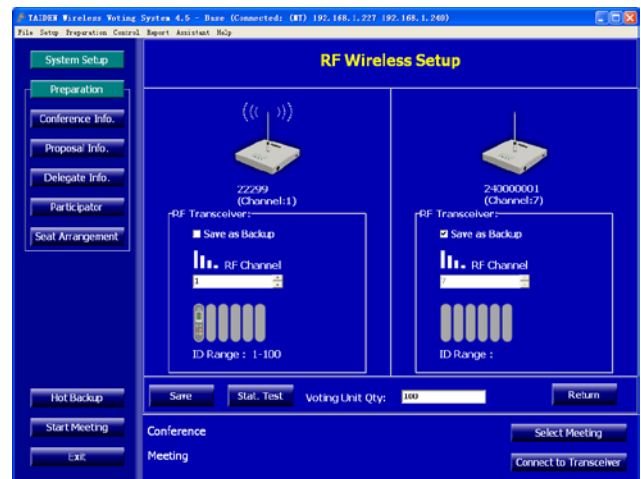 TAIDEN Wireless Voting System 4.5 - Base (Connected: (MT) 192.168.1.227 192.168.1.240)
File Setup Preparation Control Report Assistant Help
System Setup
RF Wireless Setup
Preparation
Conference Info.
Proposal Info.
Delegate Info.
Participator
Seat Arrangement
22299
(Channel:1)
RF Transceiver:
Save as Backup
RF Channel
1
ID Range : 1-100
240000001
(Channel:7)
RF Transceiver:
Save as Backup
RF Channel
7
ID Range :
Hot Backup
Save
Stat. Test
Voting Unit Qty:
100
Return
Start Meeting
Conference
Select Meeting
Exit
Meeting
Connect to Transceiver